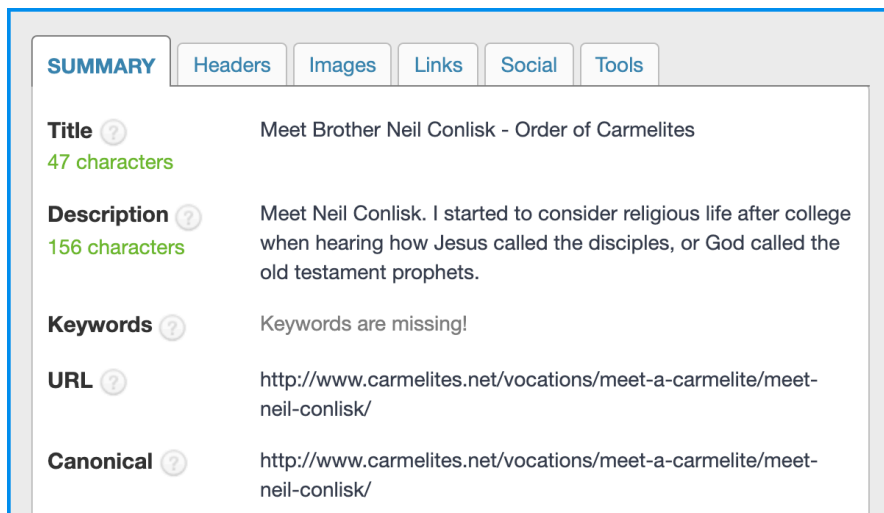 SUMMARY Headers Images Links Social Tools
Title ? Meet Brother Neil Conlisk - Order of Carmelites
47 characters
Description ? Meet Neil Conlisk. I started to consider religious life after college
156 characters when hearing how Jesus called the disciples, or God called the
old testament prophets.
Keywords ? Keywords are missing!
URL ? http://www.carmelites.net/vocations/meet-a-carmelite/meet-
neil-conlisk/
Canonical ? http://www.carmelites.net/vocations/meet-a-carmelite/meet-
neil-conlisk/